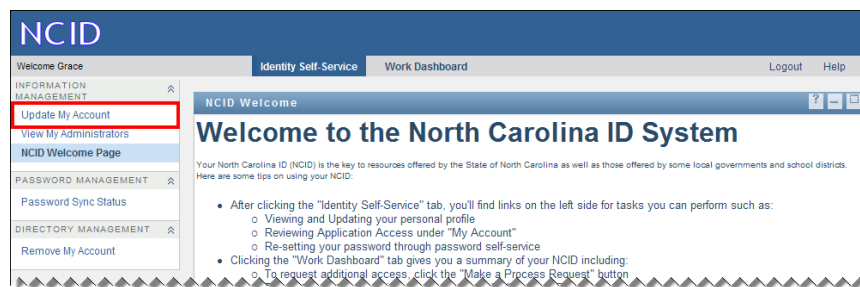 NCID
Welcome Grace
Identity Self-Service
Work Dashboard
Logout
Help
INFORMATION
MANAGEMENT
Update My Account
View My Administrators
NCID Welcome Page
PASSWORD MANAGEMENT
Password Sync Status
DIRECTORY MANAGEMENT
Remove My Account
NCID Welcome
?
Welcome to the North Carolina ID System
Your North Carolina ID (NCID) is the key to resources offered by the State of North Carolina as well as those offered by some local governments and school districts.
Here are some tips on using your NCID:
After clicking the "Identity Self-Service" tab, you'll find links on the left side for tasks you can perform such as:
Viewing and Updating your personal profile
Reviewing Application Access under "My Account"
Re-setting your password through password self-service
Clicking the "Work Dashboard" tab gives you a summary of your NCID including:
To request additional access, click the "Make a Process Request" button